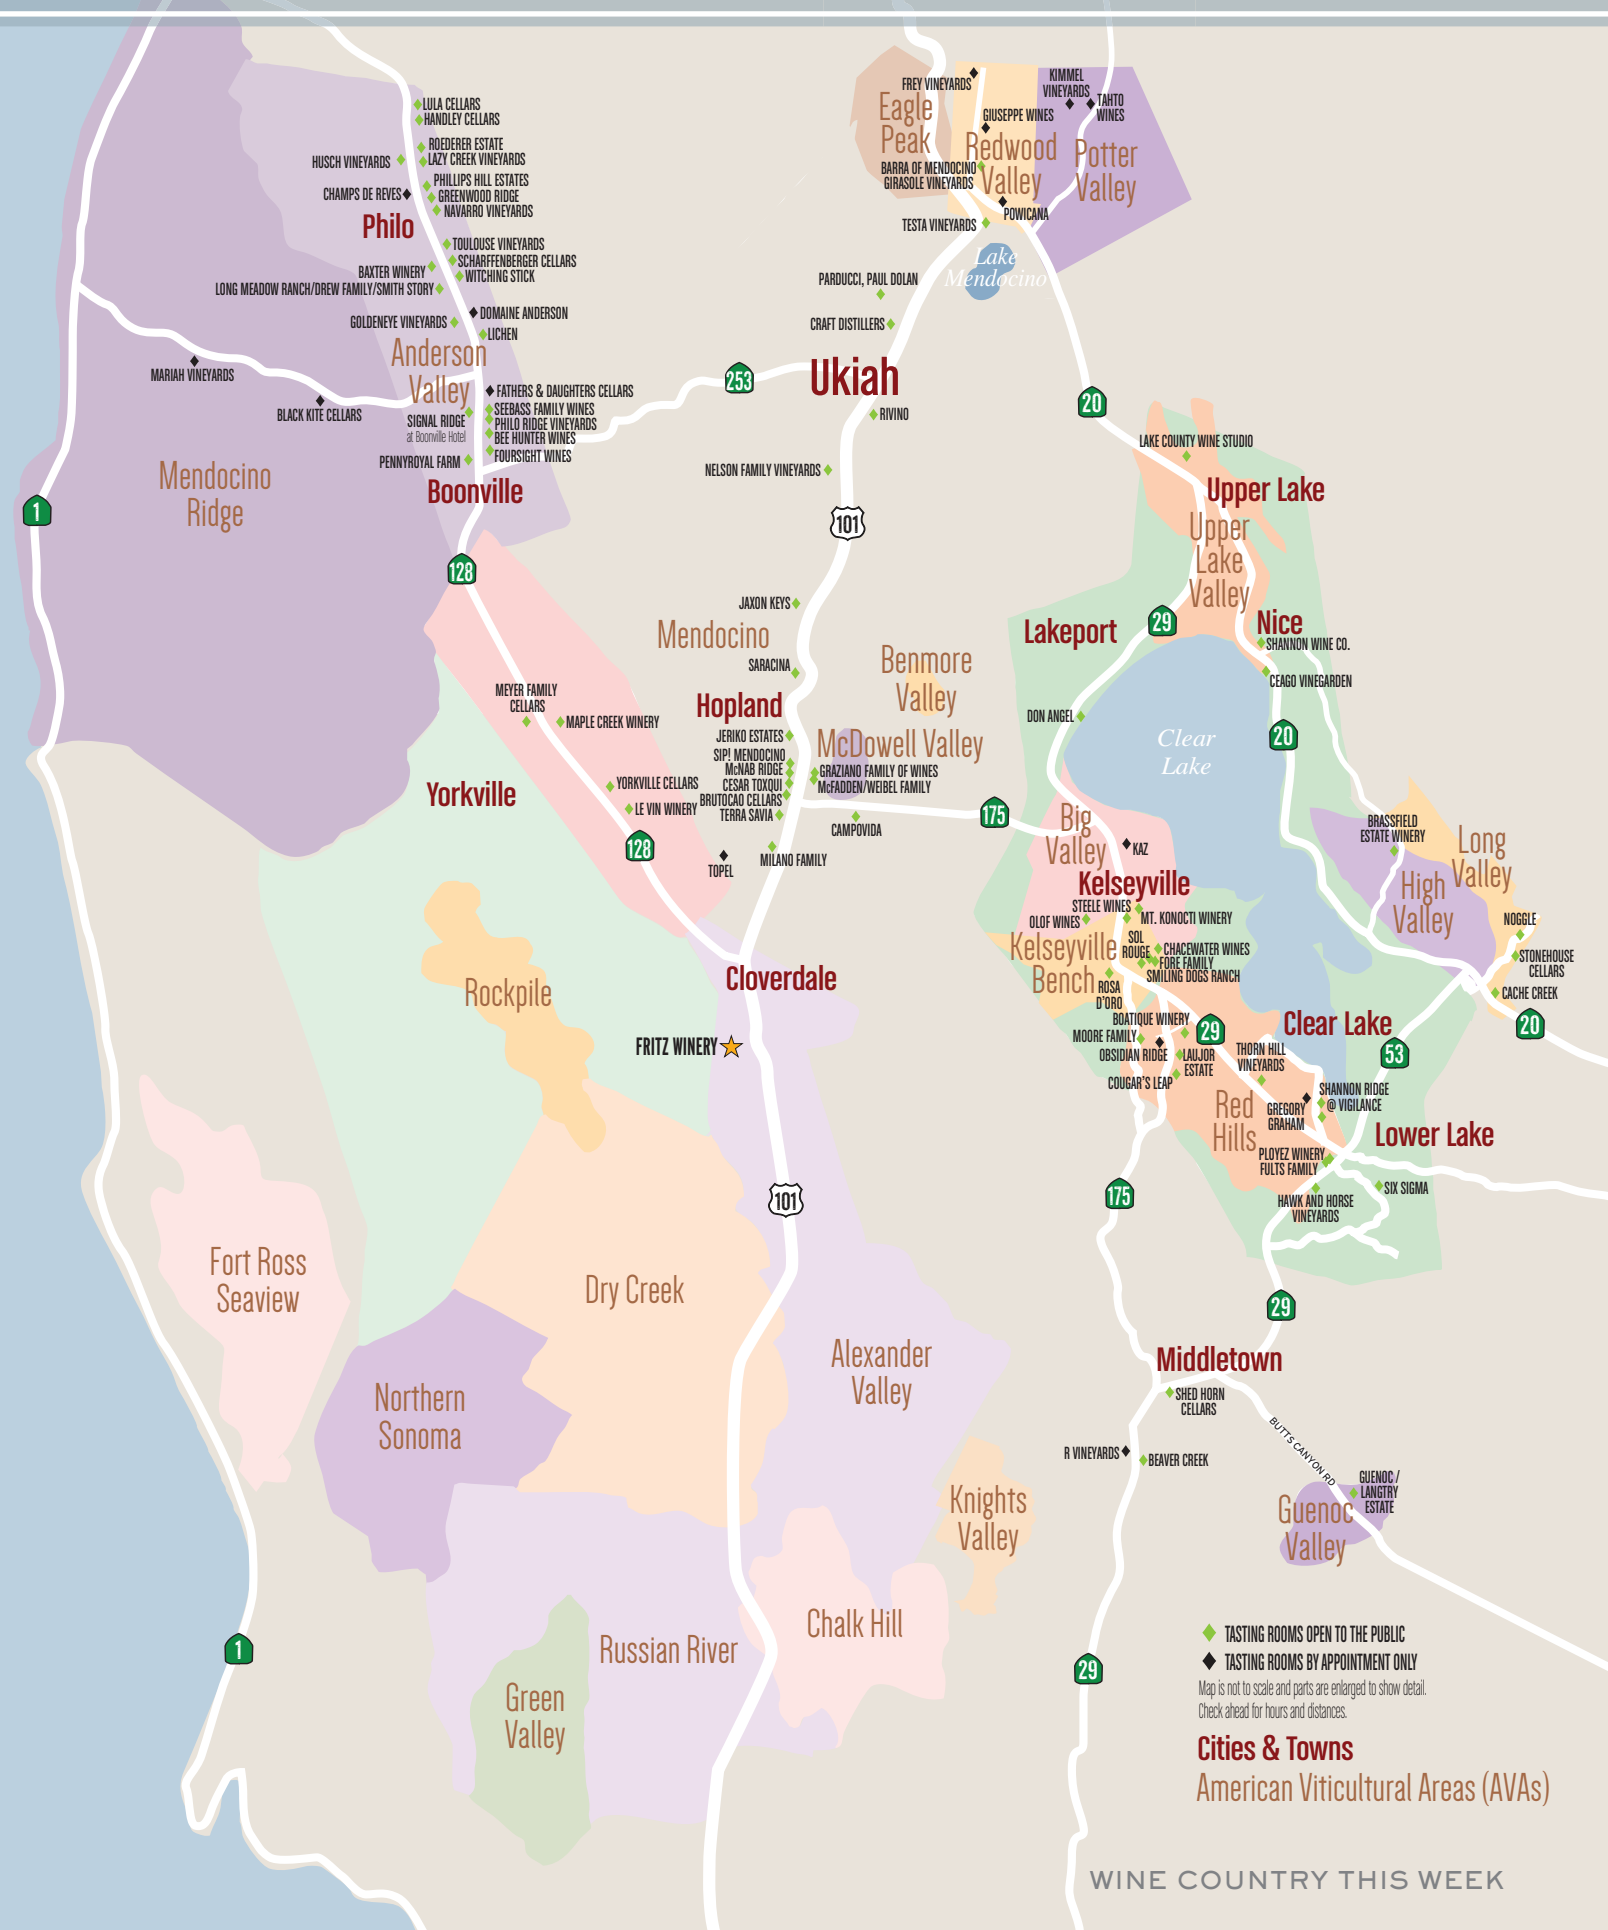 LULA CELLARS
HANDLEY CELLARS
ROEDERER ESTATE
HUSCH VINEYARDS
LAZY CREEK VINEYARDS
PHILLIPS HILL ESTATES
CHAMPS DE REVES
GREENWOOD RIDGE
NAVARRO VINEYARDS
Philo
TOULOUSE VINEYARDS
SCHARFFENBERGER CELLARS
BAXTER WINERY
WITCHING STICK
LONG MEADOW RANCH/DREW FAMILY/SMITH STORY
DOMAINE ANDERSON
GOLDENEYE VINEYARDS
LICHEN
Anderson
Valley
MARIAH VINEYARDS
BLACK KITE CELLARS
FATHERS & DAUGHTERS CELLARS
SEEBASS FAMILY WINES
SIGNAL RIDGE
at Boonville Hotel
PHILO RIDGE VINEYARDS
BEE HUNTER WINES
FOURSIGHT WINES
PENNYROYAL FARM
Boonville
Mendocino
Ridge
1
128
253
FREY VINEYARDS
Eagle
Peak
KIMMEL
VINEYARDS
TAHTO
WINES
GIUSEPPE WINES
Redwood
Valley
Potter
Valley
BARRA OF MENDOCINO
GIRASOLE VINEYARDS
POWICANA
TESTA VINEYARDS
Lake
Mendocino
PARDUCCI, PAUL DOLAN
CRAFT DISTILLERS
Ukiah
RIVINO
NELSON FAMILY VINEYARDS
101
20
LAKE COUNTY WINE STUDIO
Upper Lake
Upper
Lake
Valley
29
Lakeport
Nice
SHANNON WINE CO.
CEAGO VINEGARDEN
DON ANGEL
20
Clear
Lake
JAXON KEYS
Mendocino
SARACINA
Benmore
Valley
Hopland
JERIKO ESTATES
McDowell Valley
SIP! MENDOCINO
McNAB RIDGE
CESAR TOXQUI
BRUTOCAO CELLARS
TERRA SAVIA
GRAZIANO FAMILY OF WINES
McFADDEN/WEIBEL FAMILY
CAMPOVIDA
MILANO FAMILY
TOPEL
175
MEYER FAMILY
CELLARS
MAPLE CREEK WINERY
YORKVILLE CELLARS
LE VIN WINERY
Yorkville
128
Big
Valley
KAZ
Kelseyville
STEELE WINES
OLOF WINES
MT. KONOCTI WINERY
Kelseyville
Bench
SOL
ROUGE
CHACEWATER WINES
FORE FAMILY
SMILING DOGS RANCH
ROSA
D'ORO
BOATIQUE WINERY
MOORE FAMILY
OBSIDIAN RIDGE
LAUJOR
ESTATE
COUGAR'S LEAP
29
BRASSFIELD
ESTATE WINERY
Long
Valley
High
Valley
NOGGLE
STONEHOUSE
CELLARS
CACHE CREEK
20
Clear Lake
53
THORN HILL
VINEYARDS
SHANNON RIDGE
@ VIGILANCE
GREGORY
GRAHAM
Red
Hills
Lower Lake
PLOYEZ WINERY
FULTS FAMILY
SIX SIGMA
HAWK AND HORSE
VINEYARDS
175
29
Middletown
SHED HORN
CELLARS
R VINEYARDS
BEAVER CREEK
BUTTS CANYON RD
GUENOC /
LANGTRY
ESTATE
Guenoc
Valley
29
Rockpile
Cloverdale
FRITZ WINERY
101
Fort Ross
Seaview
Dry Creek
Northern
Sonoma
Alexander
Valley
Knights
Valley
Chalk Hill
Russian River
Green
Valley
1
TASTING ROOMS OPEN TO THE PUBLIC
TASTING ROOMS BY APPOINTMENT ONLY
Map is not to scale and parts are enlarged to show detail.
Check ahead for hours and distances.
Cities & Towns
American Viticultural Areas (AVAs)
WINE COUNTRY THIS WEEK